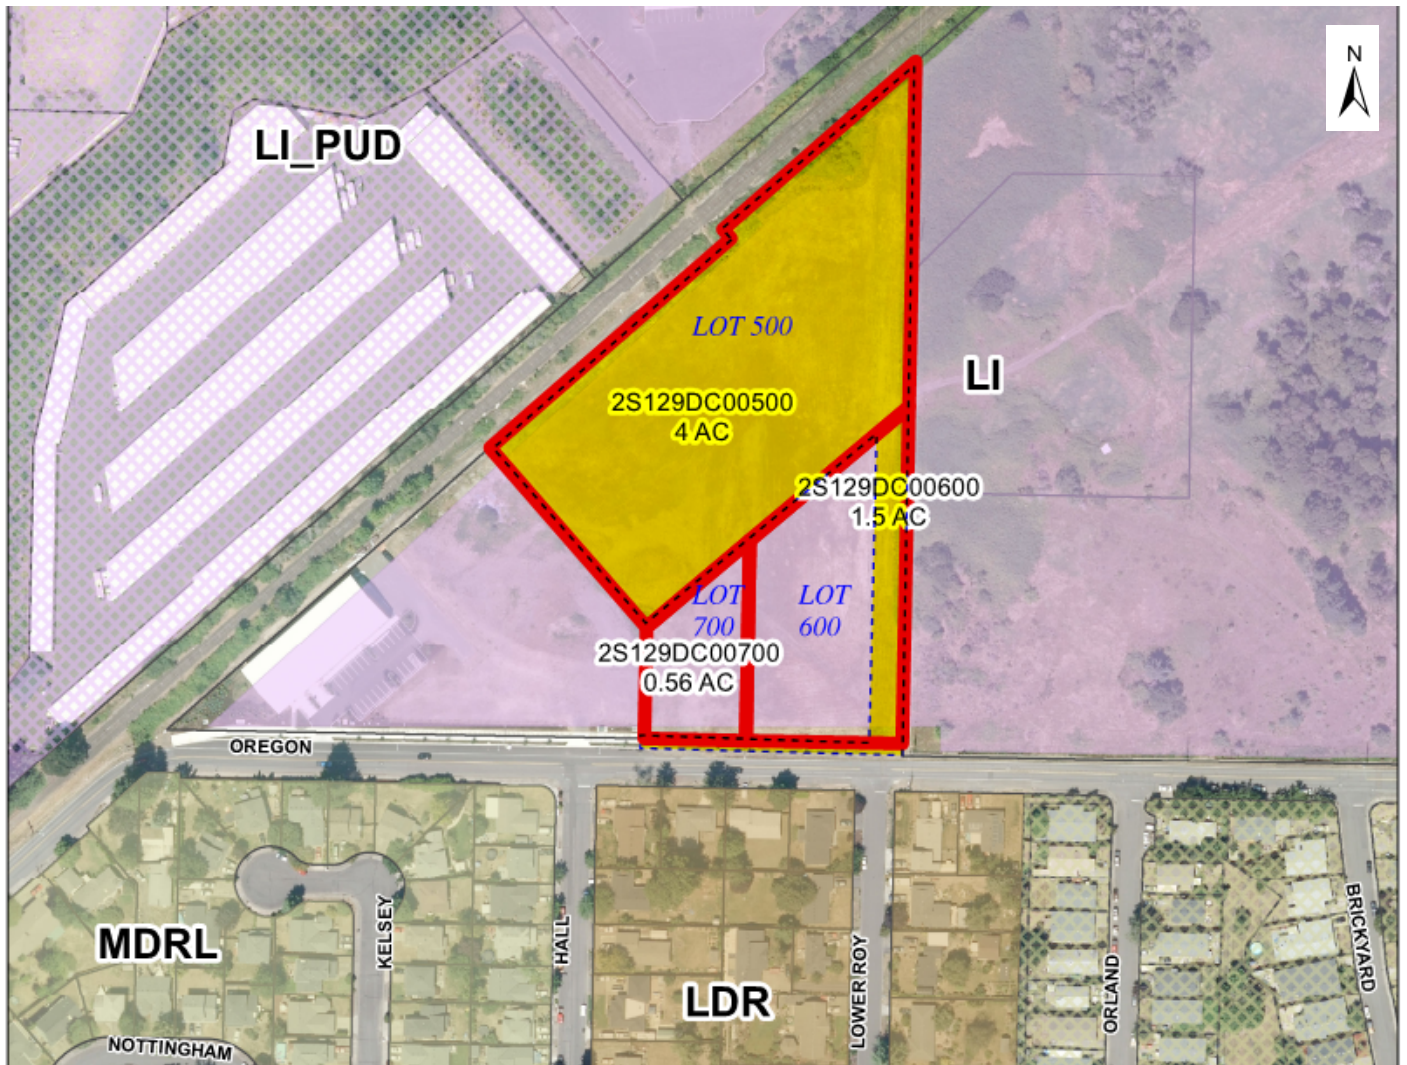 N
LI_PUD
LOT 500
2S129DC00500
4 AC
LI
2S129DC00600
1.5 AC
LOT
700
LOT
600
2S129DC00700
0.56 AC
OREGON
KELSEY
HALL
LOWER ROY
ORLAND
BRICKYARD
MDRL
LDR
NOTTINGHAM